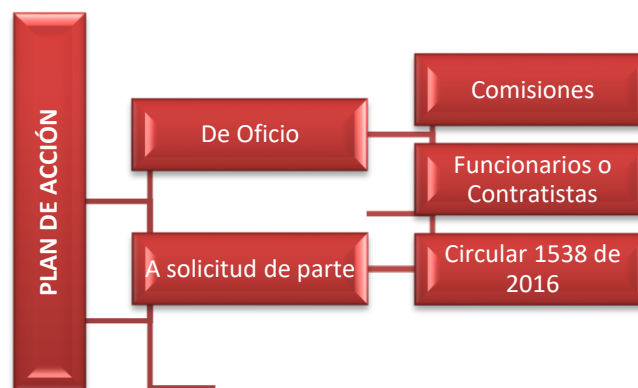 PLAN DE ACCIÓN
De Oficio
A solicitud de parte
Comisiones
Funcionarios o
Contratistas
Circular 1538 de
2016